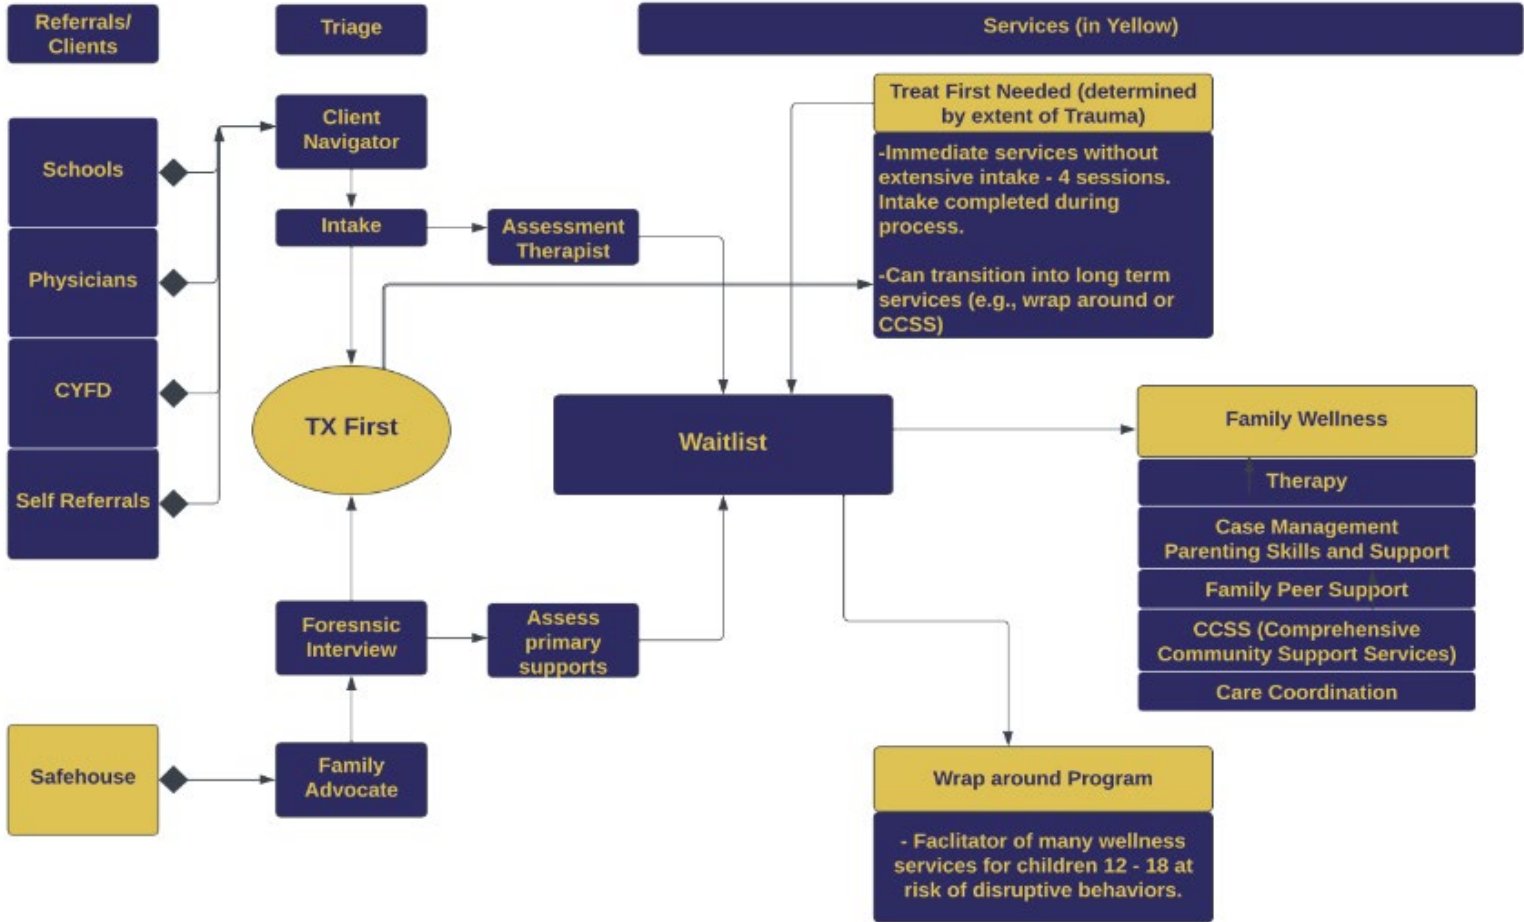 Referrals/
Clients
Triage
Services (in Yellow)
Schools
Physicians
CYFD
Self Referrals
Safehouse
Client
Navigator
Intake
Assessment
Therapist
TX First
Foresnsic
Interview
Assess
primary
supports
Family
Advocate
Treat First Needed (determined
by extent of Trauma)
-Immediate services without
extensive intake - 4 sessions.
Intake completed during
process.
-Can transition into long term
services (e.g., wrap around or
CCSS)
Waitlist
Family Wellness
Therapy
Case Management
Parenting Skills and Support
Family Peer Support
CCSS (Comprehensive
Community Support Services)
Care Coordination
Wrap around Program
- Faclitator of many wellness
services for children 12 - 18 at
risk of disruptive behaviors.